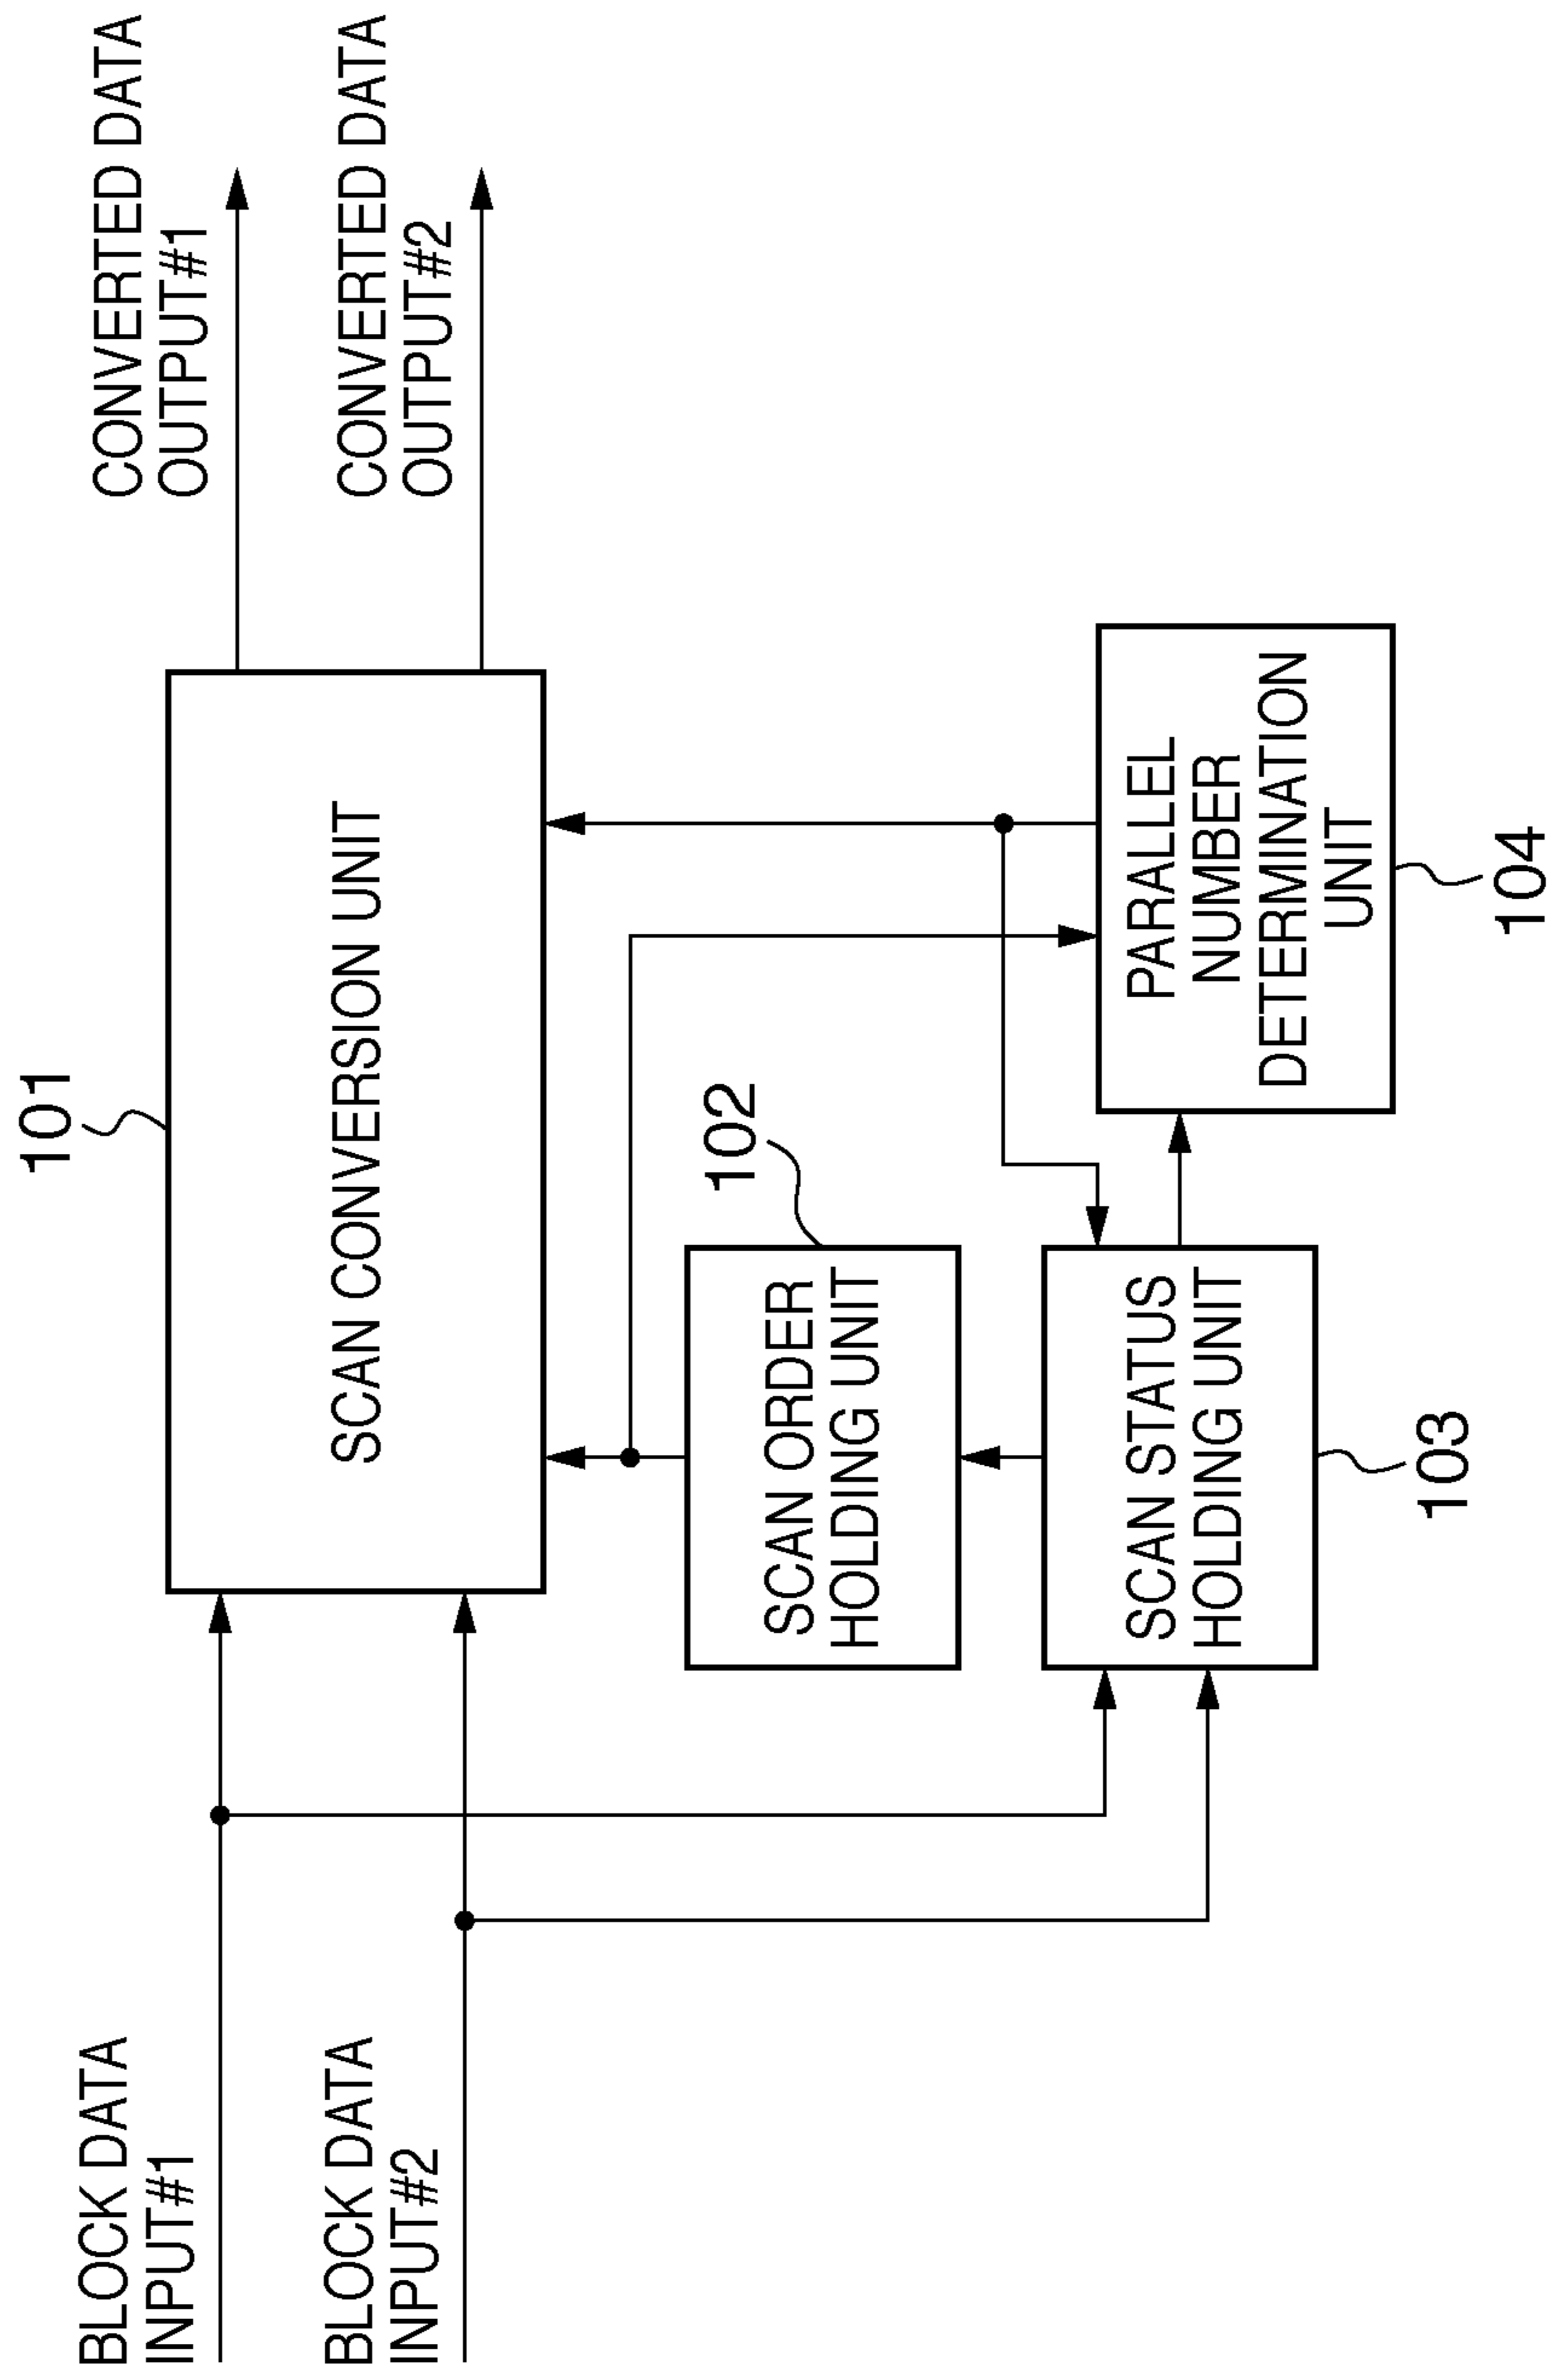 101
BLOCK DATA
INPUT#1
BLOCK DATA
INPUT#2
SCAN CONVERSION UNIT
CONVERTED DATA
OUTPUT#1
CONVERTED DATA
OUTPUT#2
102
SCAN ORDER
HOLDING UNIT
SCAN STATUS
HOLDING UNIT
103
PARALLEL
NUMBER
DETERMINATION
UNIT
104